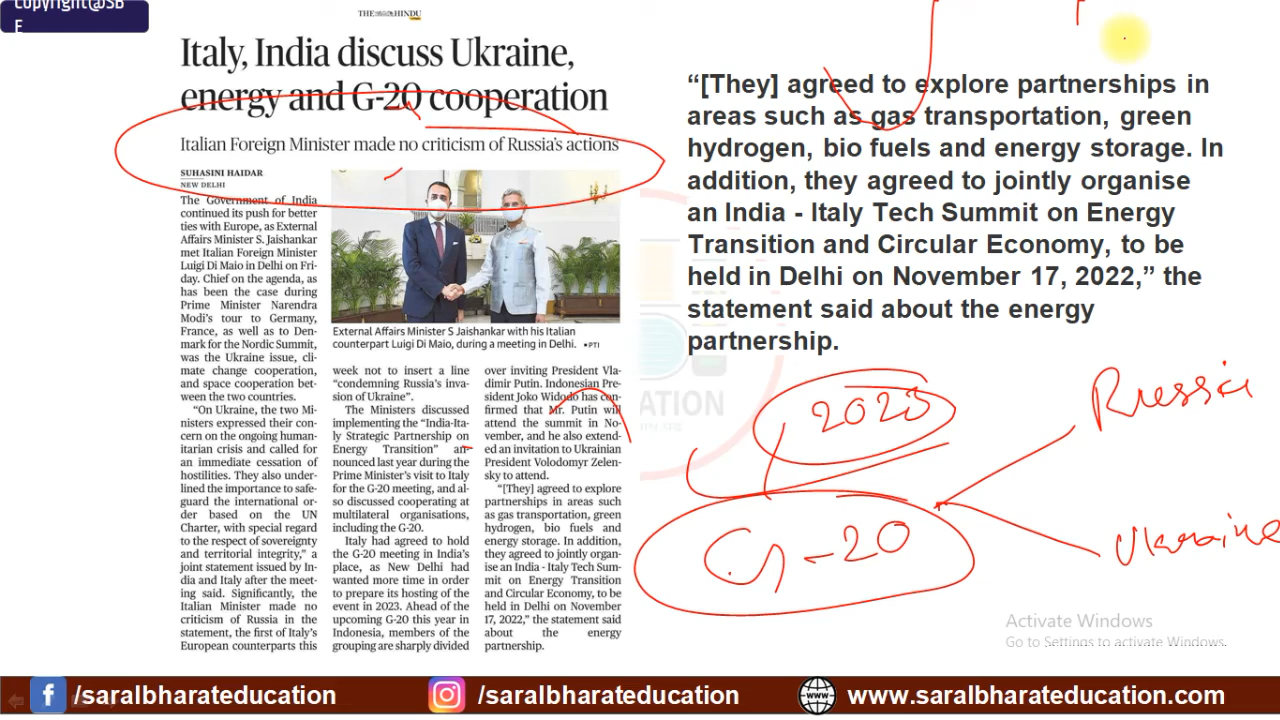 Copyright@SB
E
THE HINDU
Italy, India discuss Ukraine,
energy and G-20 cooperation
Italian Foreign Minister made no criticism of Russia's actions
SUHASINI HAIDAR
NEW DELHI
The Government of India
continued its push for better
ties with Europe, as External
Affairs Minister S. Jaishankar
met Italian Foreign Minister
Luigi Di Maio in Delhi on Fri-
day. Chief on the agenda, as
has been the case during
Prime Minister Narendra
Modi's tour to Germany,
France, as well as to Den-
mark for the Nordic Summit,
was the Ukraine issue, cli-
mate change cooperation,
and space cooperation bet-
ween the two countries.
"On Ukraine, the two Mi-
nisters expressed their con-
cern on the ongoing human-
itarian crisis and called for
an immediate cessation of
hostilities. They also under-
lined the importance to safe-
guard the international or-
der based on the UN
Charter, with special regard
to the respect of sovereignty
and territorial integrity," a
joint statement issued by In-
dia and Italy after the meet-
ing said. Significantly, the
Italian Minister made no
criticism of Russia in the
statement, the first of Italy's
European counterparts this
External Affairs Minister S Jaishankar with his Italian
counterpart Luigi Di Maio, during a meeting in Delhi. •PTI
week not to insert a line
"condemning Russia's inva-
sion of Ukraine".
The Ministers discussed
implementing the "India-Ita-
ly Strategic Partnership on
Energy Transition" an-
nounced last year during the
Prime Minister's visit to Italy
for the G-20 meeting, and al-
so discussed cooperating at
multilateral organisations,
including the G-20.
Italy had agreed to hold
the G-20 meeting in India's
place, as New Delhi had
wanted more time in order
to prepare its hosting of the
event in 2023. Ahead of the
upcoming G-20 this year in
Indonesia, members of the
grouping are sharply divided
over inviting President Vla-
dimir Putin. Indonesian Pre-
sident Joko Widodo has con-
firmed that Mr. Putin will
attend the summit in No-
vember, and he also extend-
ed an invitation to Ukrainian
President Volodomyr Zelen-
sky to attend.
"[They] agreed to explore
partnerships in areas such
as gas transportation, green
hydrogen, bio fuels and
energy storage. In addition,
they agreed to jointly organ-
ise an India - Italy Tech Sum-
mit on Energy Transition
and Circular Economy, to be
held in Delhi on November
17, 2022," the statement said
about the energy
partnership.
"[They] agreed to explore partnerships in
areas such as gas transportation, green
hydrogen, bio fuels and energy storage. In
addition, they agreed to jointly organise
an India - Italy Tech Summit on Energy
Transition and Circular Economy, to be
held in Delhi on November 17, 2022," the
statement said about the energy
partnership.
2023
Russia
G-20
Ukraine
Activate Windows
Go to Settings to activate Windows.
/saralbharateducation
/saralbharateducation
www.saralbharateducation.com